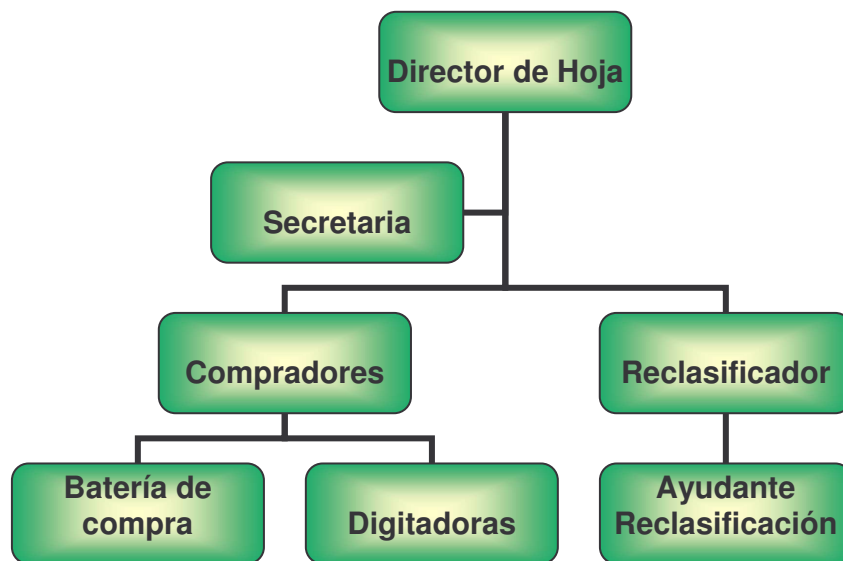 Director de Hoja
Secretaria
Compradores
Reclasificador
Batería de
compra
Digitadoras
Ayudante
Reclasificación